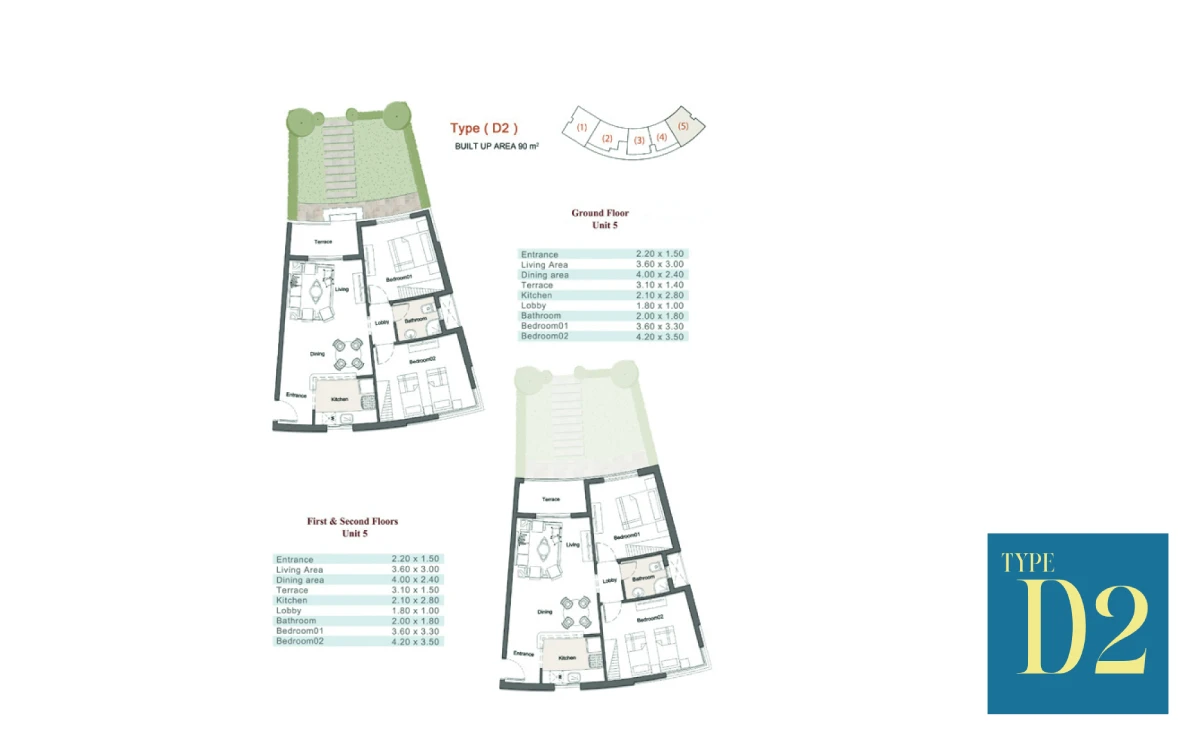 Type ( D2 )
BUILT UP AREA 90 m²
(1)
(2)
(3)
(4)
(5)
Terrace
Bedroom01
Living
Lobby
Bathroom
Dining
Bedroom02
Entrance
Kitchen
Ground Floor
Unit 5
Entrance 2.20 x 1.50
Living Area 3.60 x 3.00
Dining area 4.00 x 2.40
Terrace 3.10 x 1.40
Kitchen 2.10 x 2.80
Lobby 1.80 x 1.00
Bathroom 2.00 x 1.80
Bedroom01 3.60 x 3.30
Bedroom02 4.20 x 3.50
First & Second Floors
Unit 5
Entrance 2.20 x 1.50
Living Area 3.60 x 3.00
Dining area 4.00 x 2.40
Terrace 3.10 x 1.50
Kitchen 2.10 x 2.80
Lobby 1.80 x 1.00
Bathroom 2.00 x 1.80
Bedroom01 3.60 x 3.30
Bedroom02 4.20 x 3.50
Terrace
Bedroom01
Living
Lobby
Bathroom
Dining
Bedroom02
Entrance
Kitchen
TYPE
D2